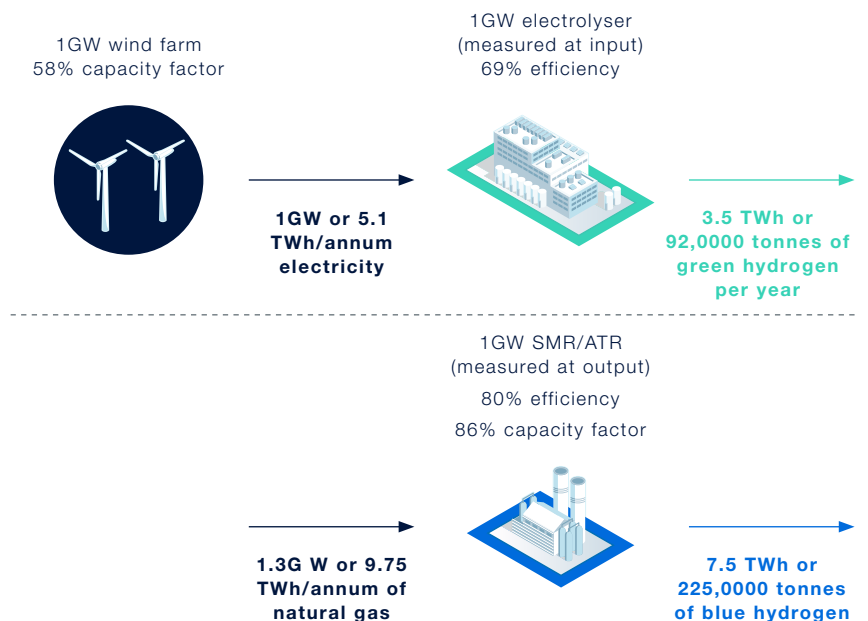 1GW wind farm
58% capacity factor
1GW electrolyser
(measured at input)
69% efficiency
1GW or 5.1
TWh/annum
electricity
3.5 TWh or
92,0000 tonnes of
green hydrogen
per year
1GW SMR/ATR
(measured at output)
80% efficiency
86% capacity factor
1.3G W or 9.75
TWh/annum of
natural gas
7.5 TWh or
225,0000 tonnes
of blue hydrogen